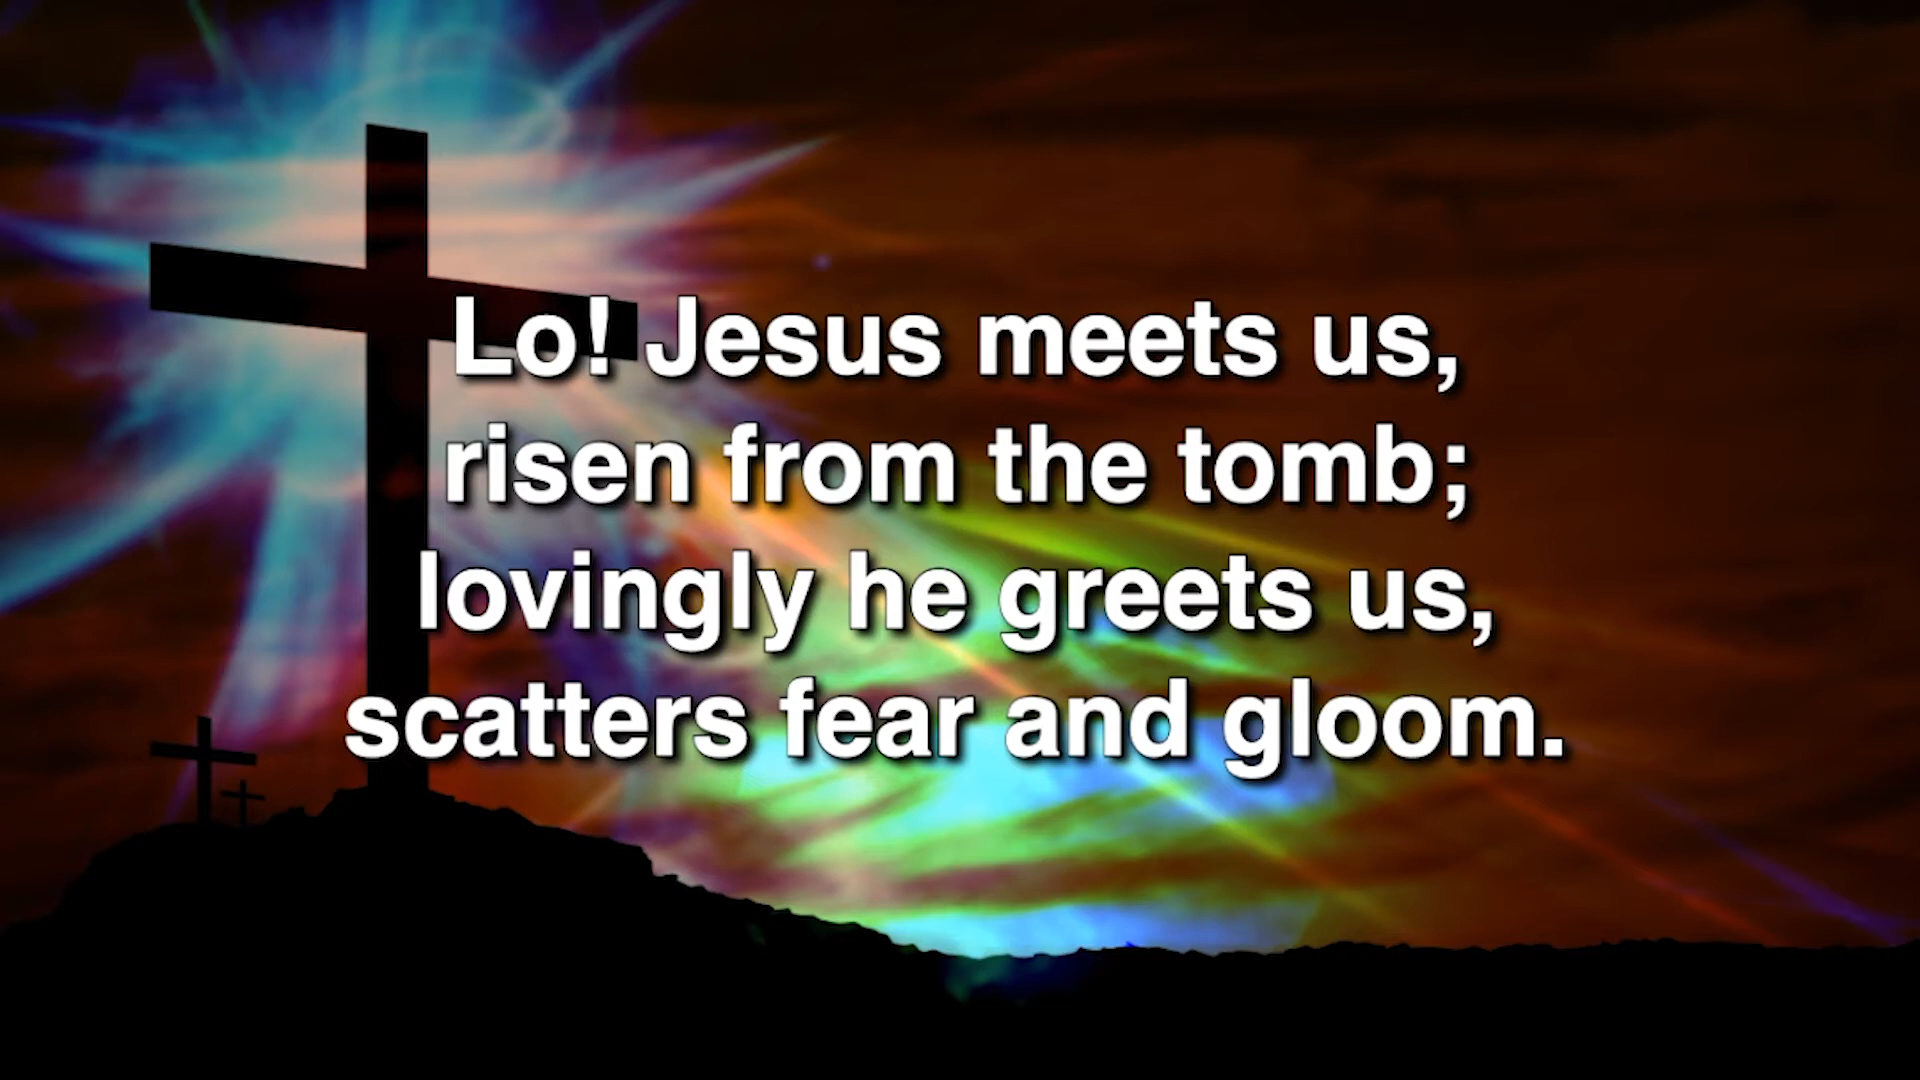 Lo! Jesus meets us,
risen from the tomb;
lovingly he greets us,
scatters fear and gloom.